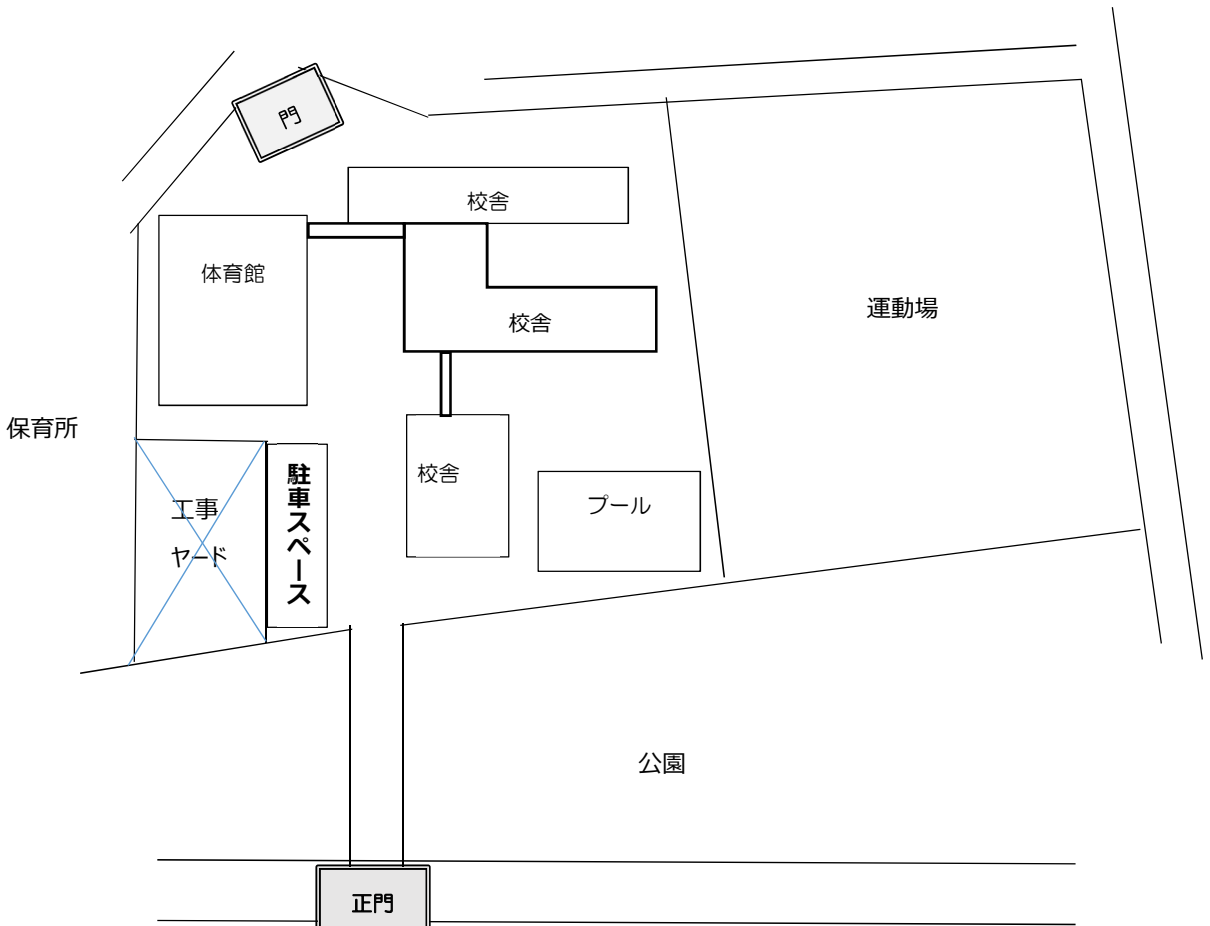 門
校舎
体育館
運動場
校舎
保育所
駐車スペース
校舎
プール
工事
ヤード
公園
正門